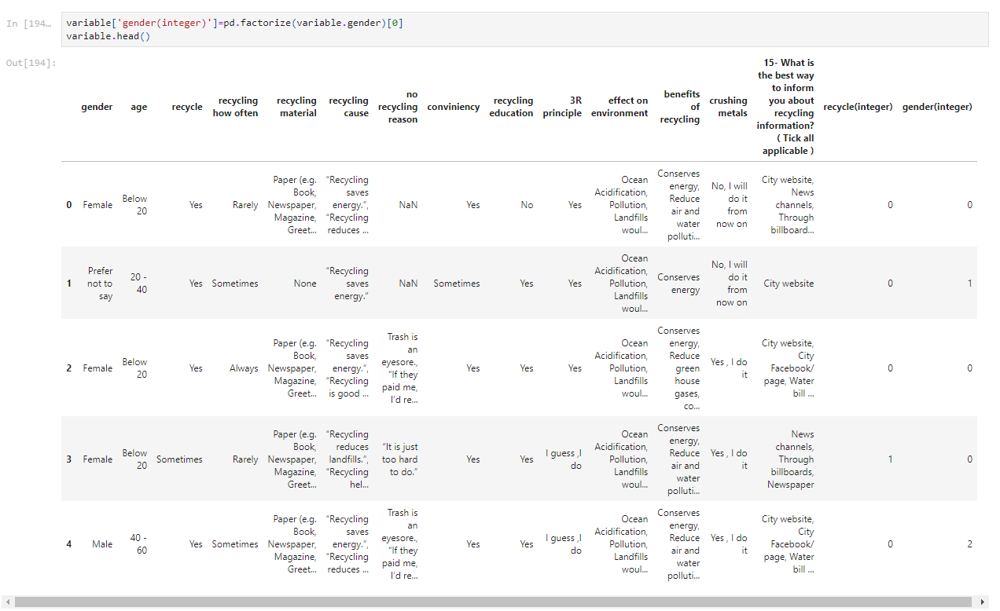 In [194…
variable['gender(integer)']=pd.factorize(variable.gender)[0]
variable.head()
Out[194]:
gender age recycle recycling how often recycling material recycling cause no recycling reason conviniency recycling education 3R principle effect on environment benefits of recycling crushing metals 15- What is the best way to inform you about recycling information? ( Tick all applicable ) recycle(integer) gender(integer)
0 Female Below 20 Yes Rarely Paper (e.g. Book, Newspaper, Magazine, Greet... “Recycling saves energy.”, “Recycling reduces ... NaN Yes No Yes Ocean Acidification, Pollution, Landfills woul... Conserves energy, Reduce air and water polluti... No, I will do it from now on City website, News channels, Through billboard... 0 0
1 Prefer not to say 20 - 40 Yes Sometimes None “Recycling saves energy.” NaN Sometimes Yes Yes Ocean Acidification, Pollution, Landfills woul... Conserves energy No, I will do it from now on City website 0 1
2 Female Below 20 Yes Always Paper (e.g. Book, Newspaper, Magazine, Greet... “Recycling saves energy.”, “Recycling is good ... Trash is an eyesore., “If they paid me, I'd re... Yes Yes Yes Ocean Acidification, Pollution, Landfills woul... Conserves energy, Reduce green house gases, co... Yes , I do it City website, City Facebook/ page, Water bill ... 0 0
3 Female Below 20 Sometimes Rarely Paper (e.g. Book, Newspaper, Magazine, Greet... “Recycling reduces landfills.”, “Recycling hel... “It is just too hard to do.” Yes Yes I guess ,I do Ocean Acidification, Pollution, Landfills woul... Conserves energy, Reduce air and water polluti... Yes , I do it News channels, Through billboards, Newspaper 1 0
4 Male 40 - 60 Yes Sometimes Paper (e.g. Book, Newspaper, Magazine, Greet... “Recycling saves energy.”, “Recycling reduces ... Trash is an eyesore., “If they paid me, I'd re... Yes Yes I guess ,I do Ocean Acidification, Pollution, Landfills woul... Conserves energy, Reduce air and water polluti... Yes , I do it City website, City Facebook/ page, Water bill ... 0 2